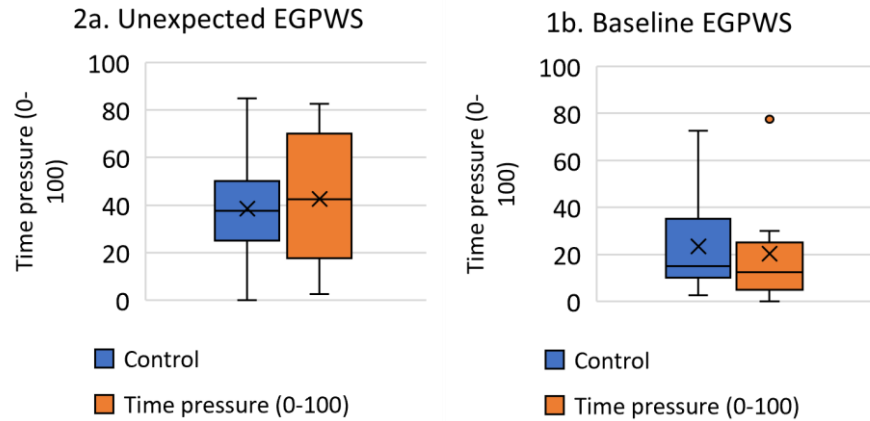 2a. Unexpected EGPWS
100
80
60
40
20
0
Time pressure (0-
100)
Control
Time pressure (0-100)
1b. Baseline EGPWS
100
80
60
40
20
0
Time pressure (0-
100)
Control
Time pressure (0-100)